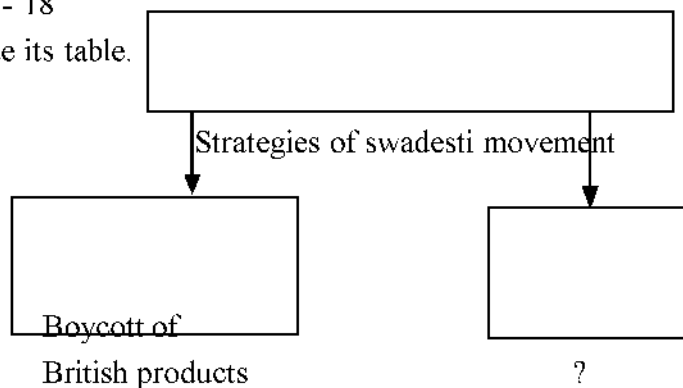 - 18
e its table.
Strategies of swadesti movement
Boycott of
British products
?